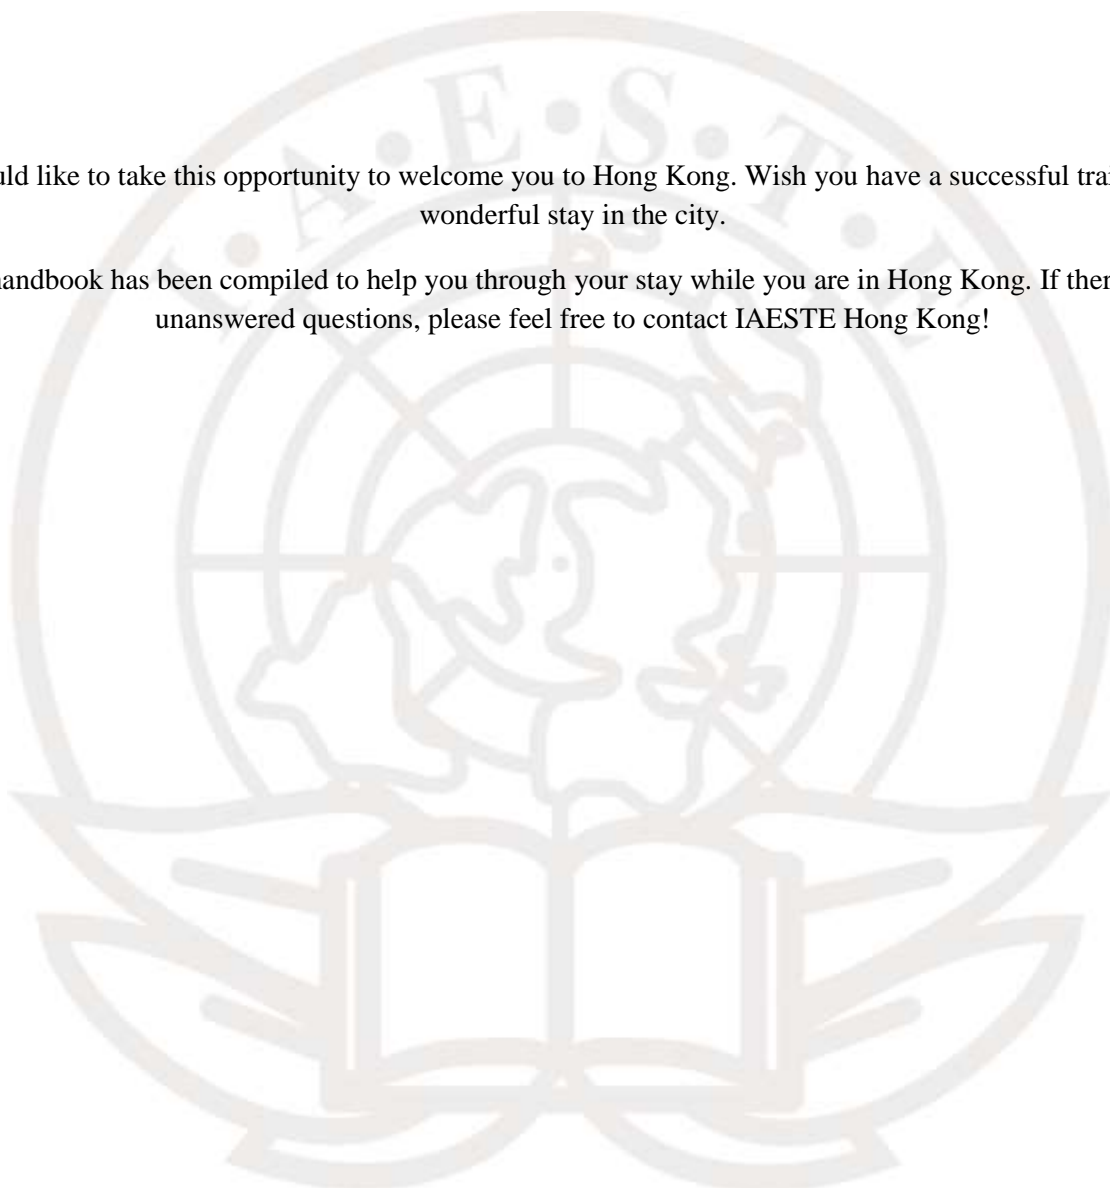 I•A•E•S•T•E
uld like to take this opportunity to welcome you to Hong Kong. Wish you have a successful trai
wonderful stay in the city.
handbook has been compiled to help you through your stay while you are in Hong Kong. If ther
unanswered questions, please feel free to contact IAESTE Hong Kong!